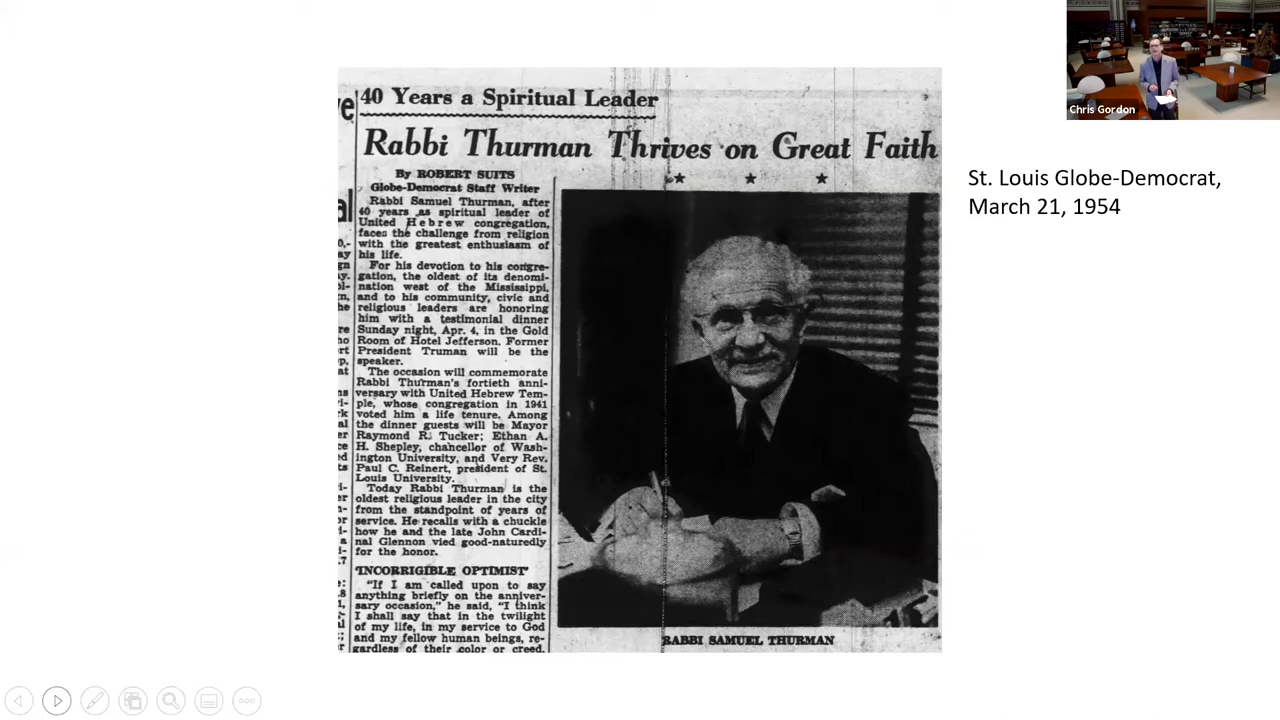 40 Years a Spiritual Leader
Rabbi Thurman Thrives on Great Faith
By ROBERT SUITS
Globe-Democrat Staff Writer
Rabbi Samuel Thurman, after
40 years as spiritual leader of
United Hebrew congregation,
faces the challenge from religion
with the greatest enthusiasm of
his life.
For his devotion to his congre-
gation, the oldest of its denomi-
nation west of the Mississippi,
and to his community, civic and
religious leaders are honoring
him with a testimonial dinner
Sunday night, Apr. 4, in the Gold
Room of Hotel Jefferson. Former
President Truman will be the
speaker.
The occasion will commemorate
Rabbi Thurman's fortieth anni-
versary with United Hebrew Tem-
ple, whose congregation in 1941
voted him a life tenure. Among
the dinner guests will be Mayor
Raymond R. Tucker; Ethan A.
H. Shepley, chancellor of Wash-
ington University, and Very Rev.
Paul C. Reinert, president of St.
Louis University.
Today Rabbi Thurman is the
oldest religious leader in the city
from the standpoint of years of
service. He recalls with a chuckle
how he and the late John Cardi-
nal Glennon vied good-naturedly
for the honor.
'INCORRIGIBLE OPTIMIST'
"If I am called upon to say
anything briefly on the anniver-
sary occasion," he said, "I think
I shall say that in the twilight
of my life, in my service to God
and my fellow human beings, re-
gardless of their color or creed,
RABBI SAMUEL THURMAN
St. Louis Globe-Democrat,
March 21, 1954
Chris Gordon